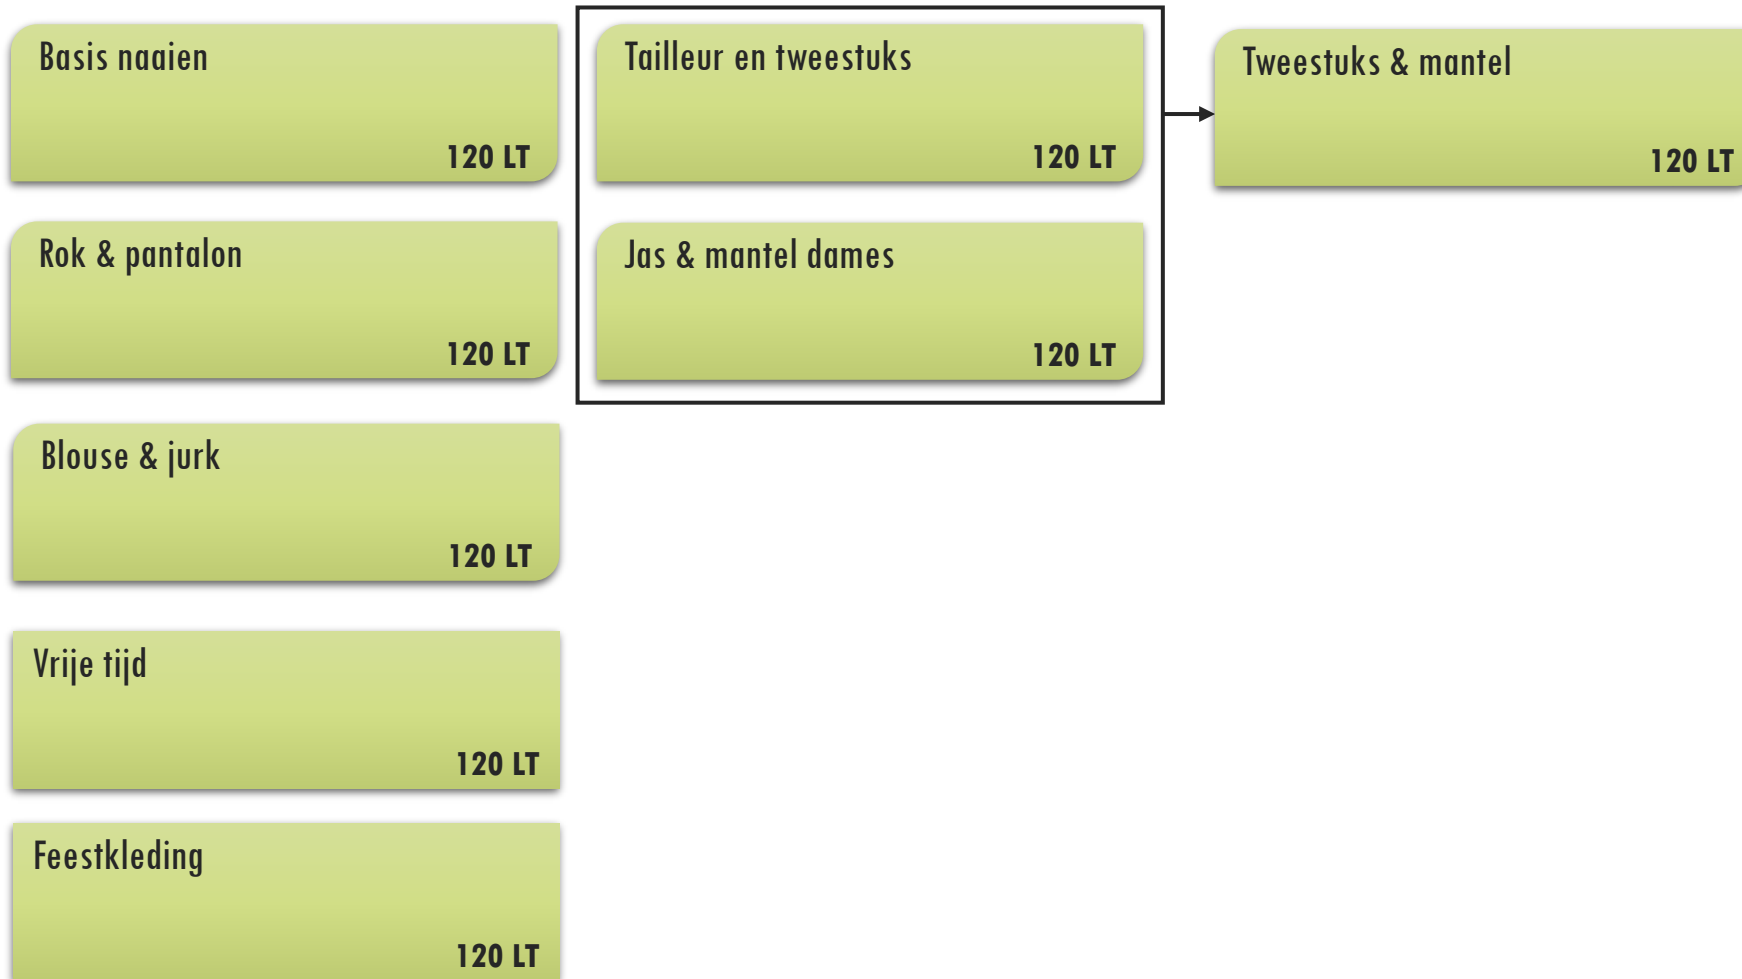 Basis naaien
120 LT
Rok & pantalon
120 LT
Blouse & jurk
120 LT
Vrije tijd
120 LT
Feestkleding
120 LT
Tailleur en tweestuks
120 LT
Jas & mantel dames
120 LT
Tweestuks & mantel
120 LT